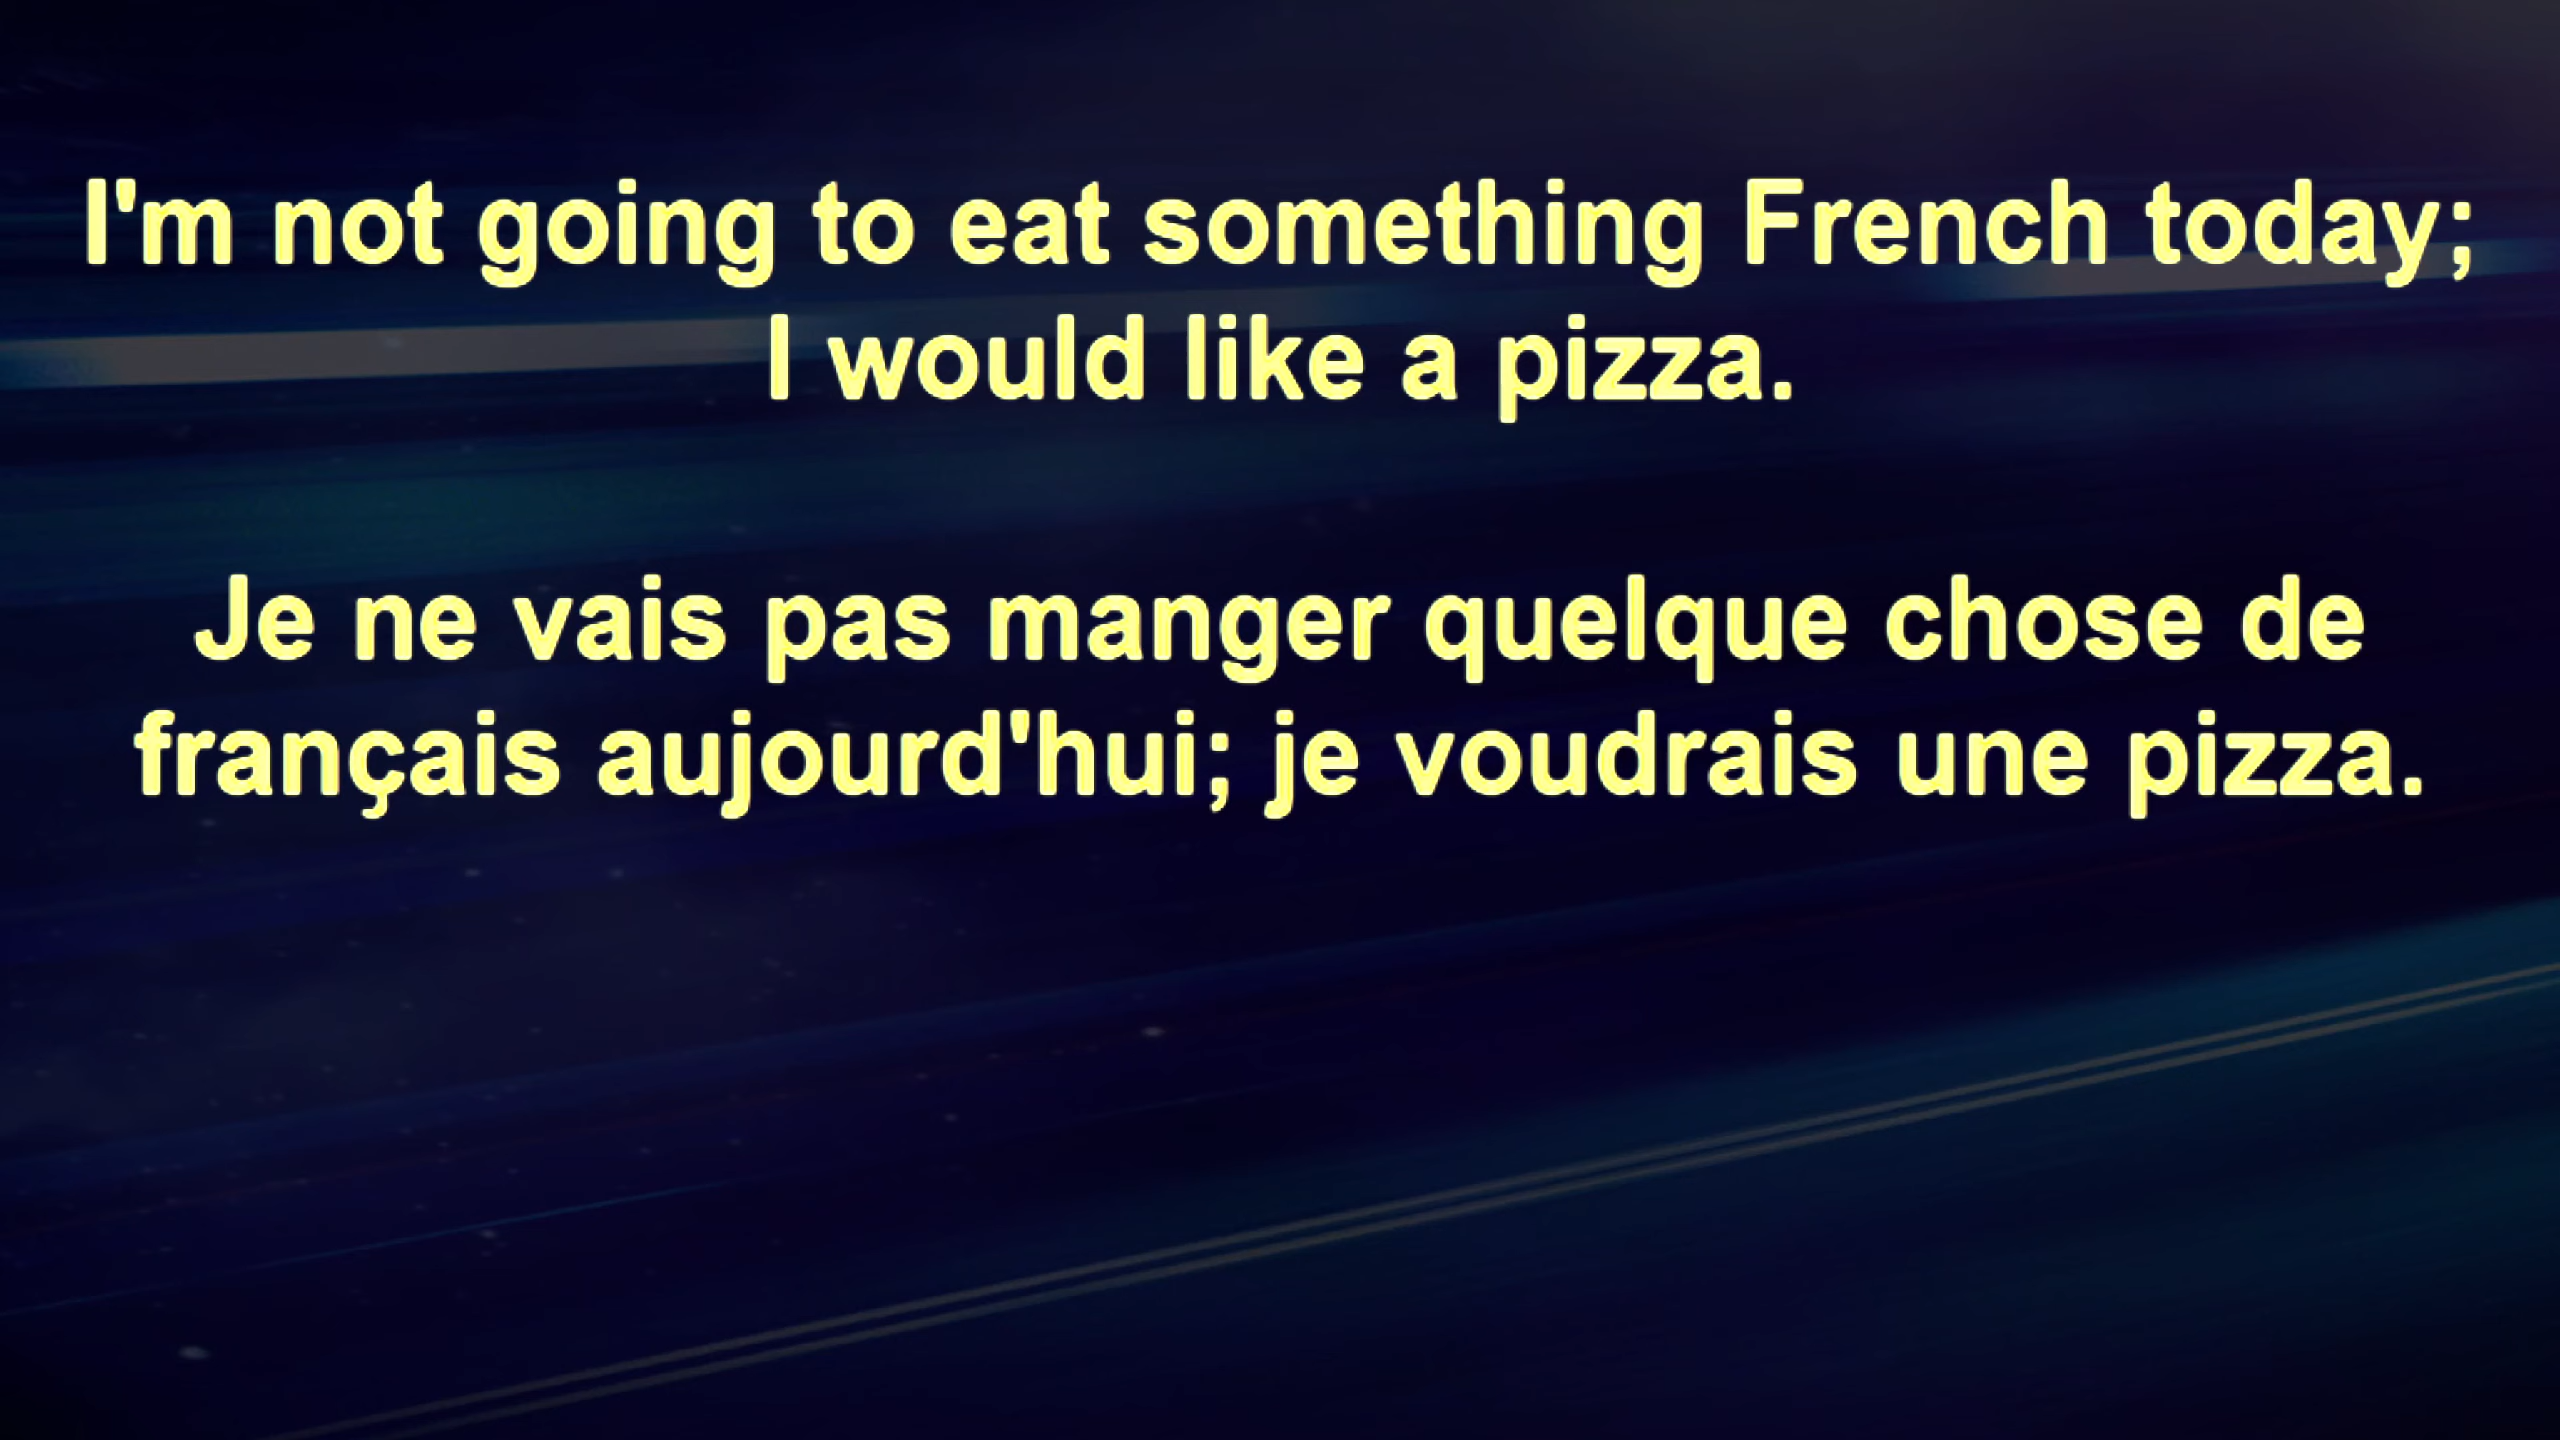 I'm not going to eat something French today;
I would like a pizza.
Je ne vais pas manger quelque chose de
français aujourd'hui; je voudrais une pizza.